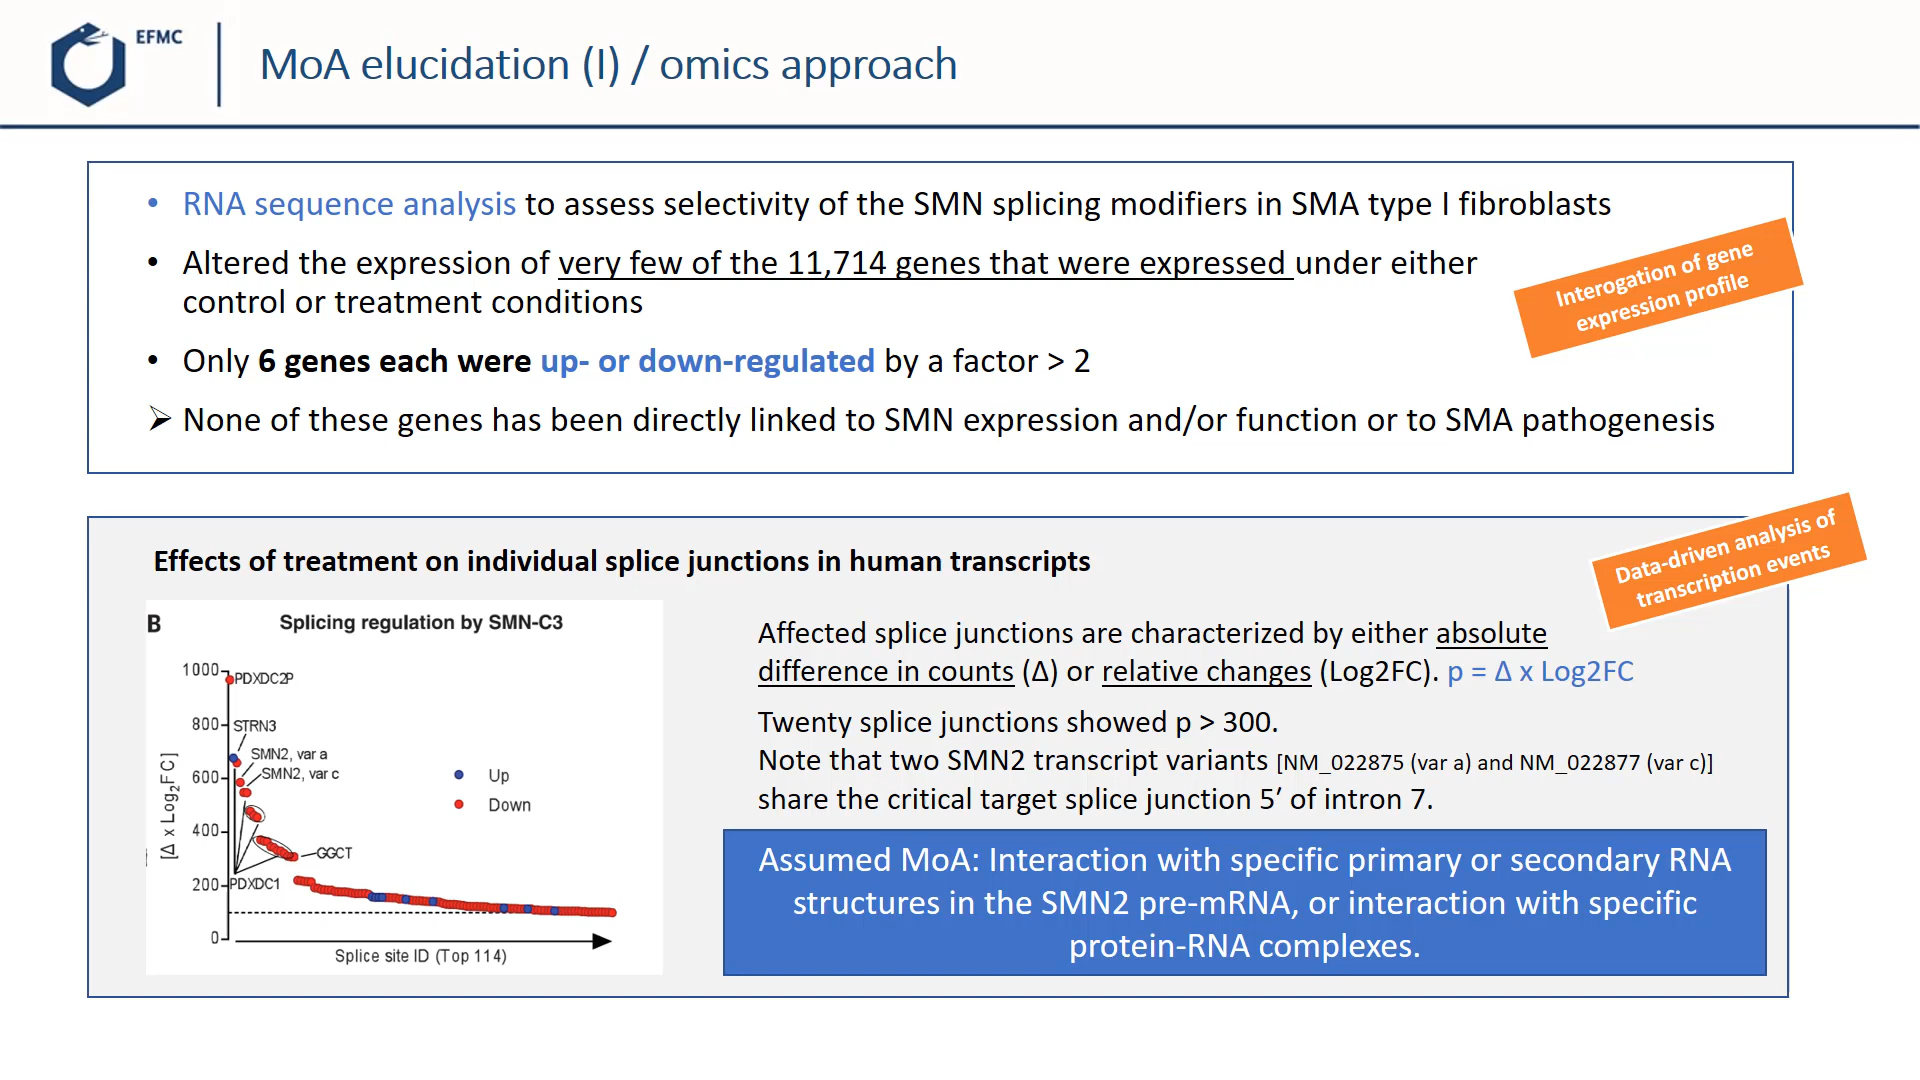 EFMC
MoA elucidation (I) / omics approach
• RNA sequence analysis to assess selectivity of the SMN splicing modifiers in SMA type I fibroblasts
• Altered the expression of very few of the 11,714 genes that were expressed under either
control or treatment conditions
Interogation of gene
expression profile
• Only 6 genes each were up- or down-regulated by a factor > 2
➢ None of these genes has been directly linked to SMN expression and/or function or to SMA pathogenesis
Data-driven analysis of
transcription events
Effects of treatment on individual splice junctions in human transcripts
B
Splicing regulation by SMN-C3
1000
PDXDC2P
800
STRN3
SMN2, var a
SMN2, var c
600
Up
Down
400
GGCT
200
PDXDC1
0
[Δ x Log2FC]
Splice site ID (Top 114)
Affected splice junctions are characterized by either absolute
difference in counts (Δ) or relative changes (Log2FC). p = Δ x Log2FC
Twenty splice junctions showed p > 300.
Note that two SMN2 transcript variants [NM_022875 (var a) and NM_022877 (var c)]
share the critical target splice junction 5′ of intron 7.
Assumed MoA: Interaction with specific primary or secondary RNA
structures in the SMN2 pre-mRNA, or interaction with specific
protein-RNA complexes.